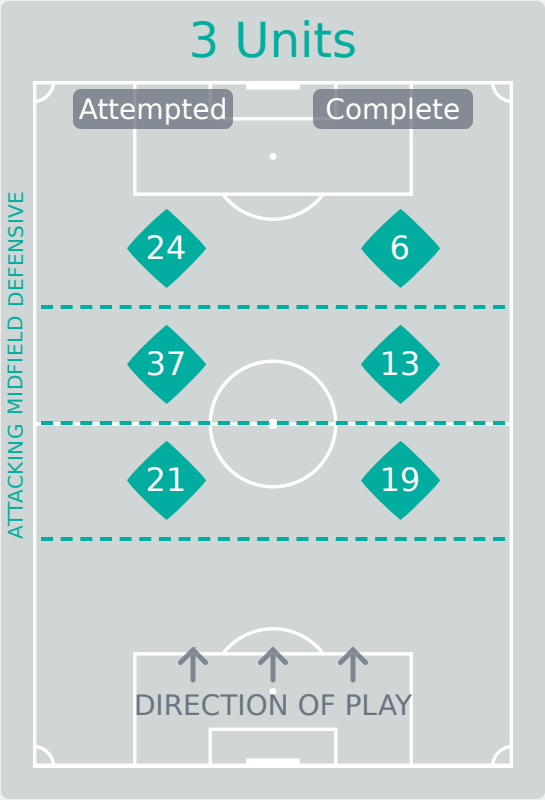 3 Units
Attempted
Complete
ATTACKING MIDFIELD DEFENSIVE
24
6
37
13
21
19
DIRECTION OF PLAY